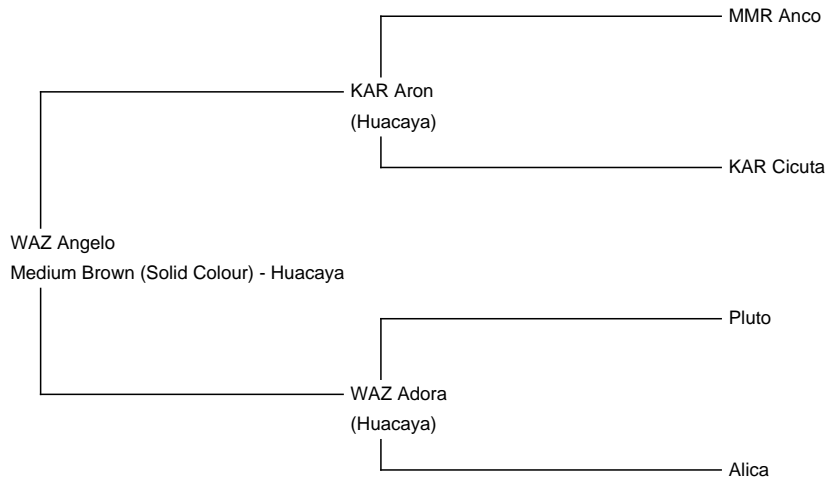 MMR Anco
KAR Aron
(Huacaya)
KAR Cicuta
WAZ Angelo
Medium Brown (Solid Colour) - Huacaya
Pluto
WAZ Adora
(Huacaya)
Alica